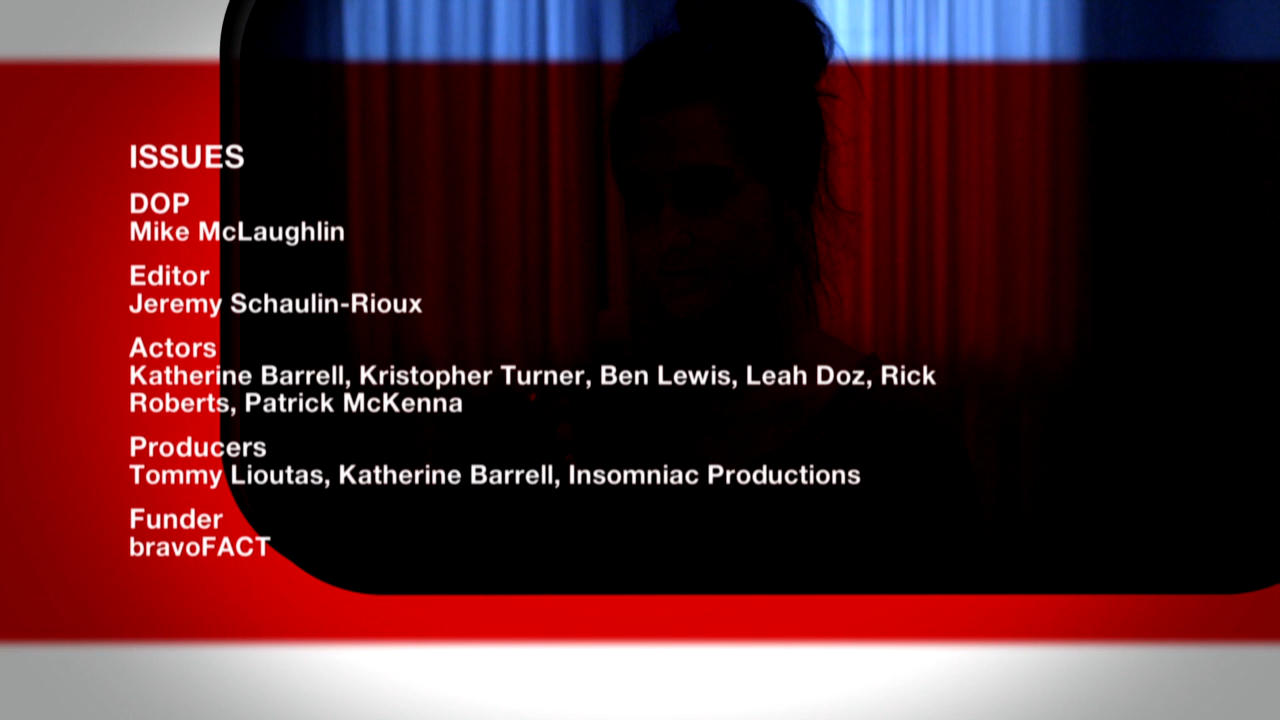 ISSUES
DOP
Mike McLaughlin
Editor
Jeremy Schaulin-Rioux
Actors
Katherine Barrell, Kristopher Turner, Ben Lewis, Leah Doz, Rick
Roberts, Patrick McKenna
Producers
Tommy Lioutas, Katherine Barrell, Insomniac Productions
Funder
bravoFACT